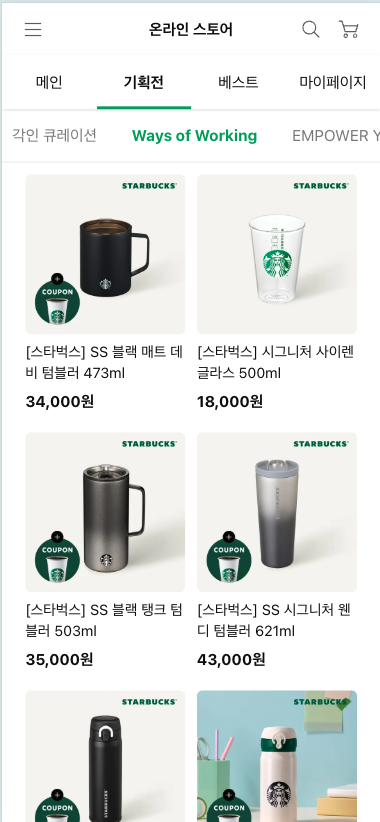 온라인 스토어
메인 기획전 베스트 마이페이지
각인 큐레이션 Ways of Working EMPOWER Y
STARBUCKS STARBUCKS
COUPON
[스타벅스] SS 블랙 매트 데
비 텀블러 473ml
34,000원
[스타벅스] 시그니처 사이렌
글라스 500ml
18,000원
STARBUCKS STARBUCKS
COUPON COUPON
[스타벅스] SS 블랙 탱크 텀
블러 503ml
35,000원
[스타벅스] SS 시그니처 웬
디 텀블러 621ml
43,000원
STARBUCKS STARBUCKS
COUPON COUPON